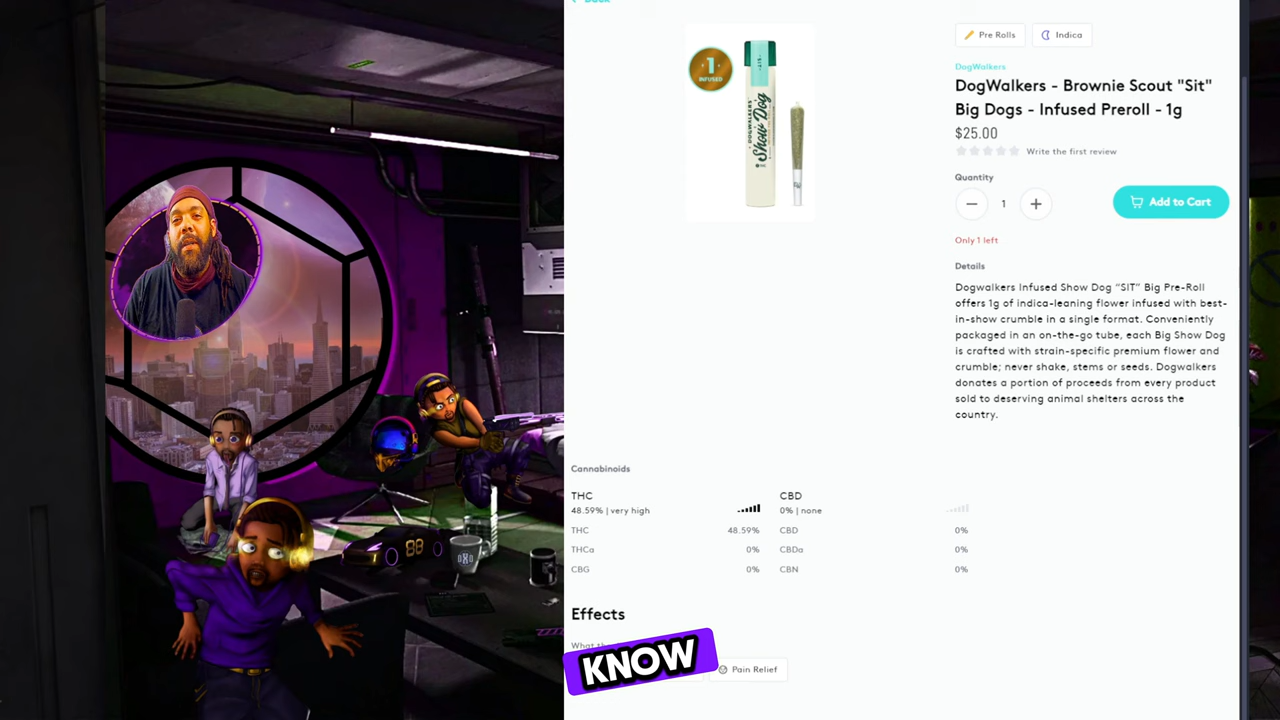 Back
Pre Rolls
Indica
DogWalkers
DogWalkers - Brownie Scout "Sit"
Big Dogs - Infused Preroll - 1g
$25.00
Write the first review
Quantity
1
Add to Cart
Only 1 left
Details
Dogwalkers Infused Show Dog “SIT” Big Pre-Roll
offers 1g of indica-leaning flower infused with best-
in-show crumble in a single format. Conveniently
packaged in an on-the-go tube, each Big Show Dog
is crafted with strain-specific premium flower and
crumble; never shake, stems or seeds. Dogwalkers
donates a portion of proceeds from every product
sold to deserving animal shelters across the
country.
1
INFUSED
DOGWALKERS
Show Dog
Cannabinoids
THC
48.59% | very high
CBD
0% | none
THC 48.59% CBD 0%
THCa 0% CBDa 0%
CBG 0% CBN 0%
Effects
What
Pain Relief
KNOW
88